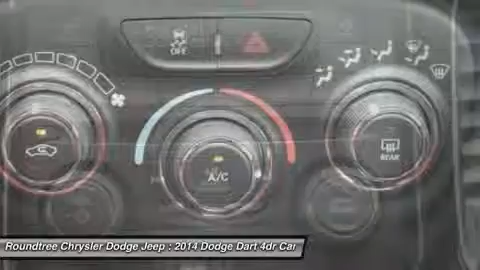 OFF
A/C
REAR
Roundtree Chrysler Dodge Jeep : 2014 Dodge Dart 4dr Car